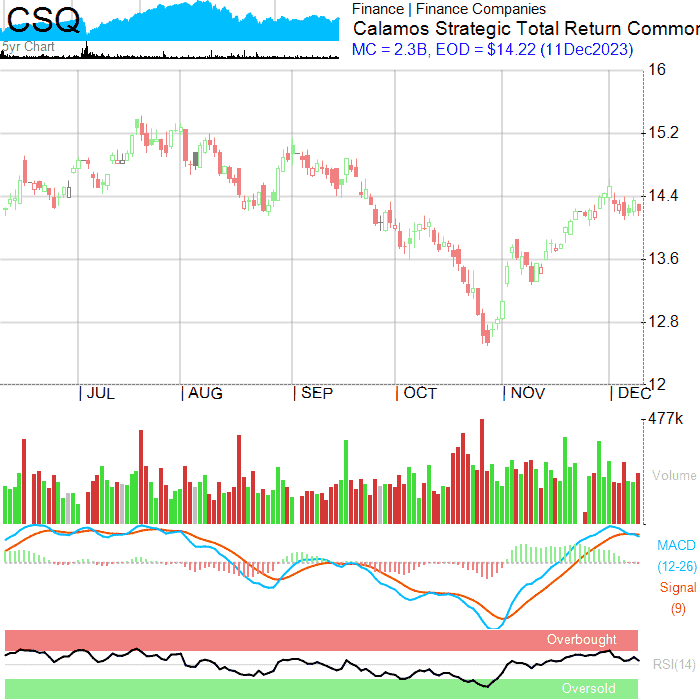 CSQ
5yr Chart
Finance | Finance Companies
Calamos Strategic Total Return Common
MC = 2.3B, EOD = $14.22 (11Dec2023)
16
15.2
14.4
13.6
12.8
12
JUL AUG SEP OCT NOV DEC
477k
Volume
MACD
(12-26)
Signal
(9)
Overbought
RSI(14)
Oversold